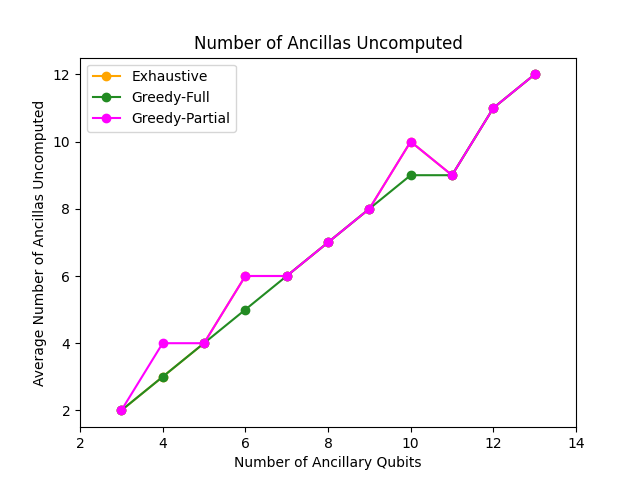 Number of Ancillas Uncomputed
Exhaustive
Greedy-Full
Greedy-Partial
Average Number of Ancillas Uncomputed
12
10
8
6
4
2
2 4 6 8 10 12 14
Number of Ancillary Qubits